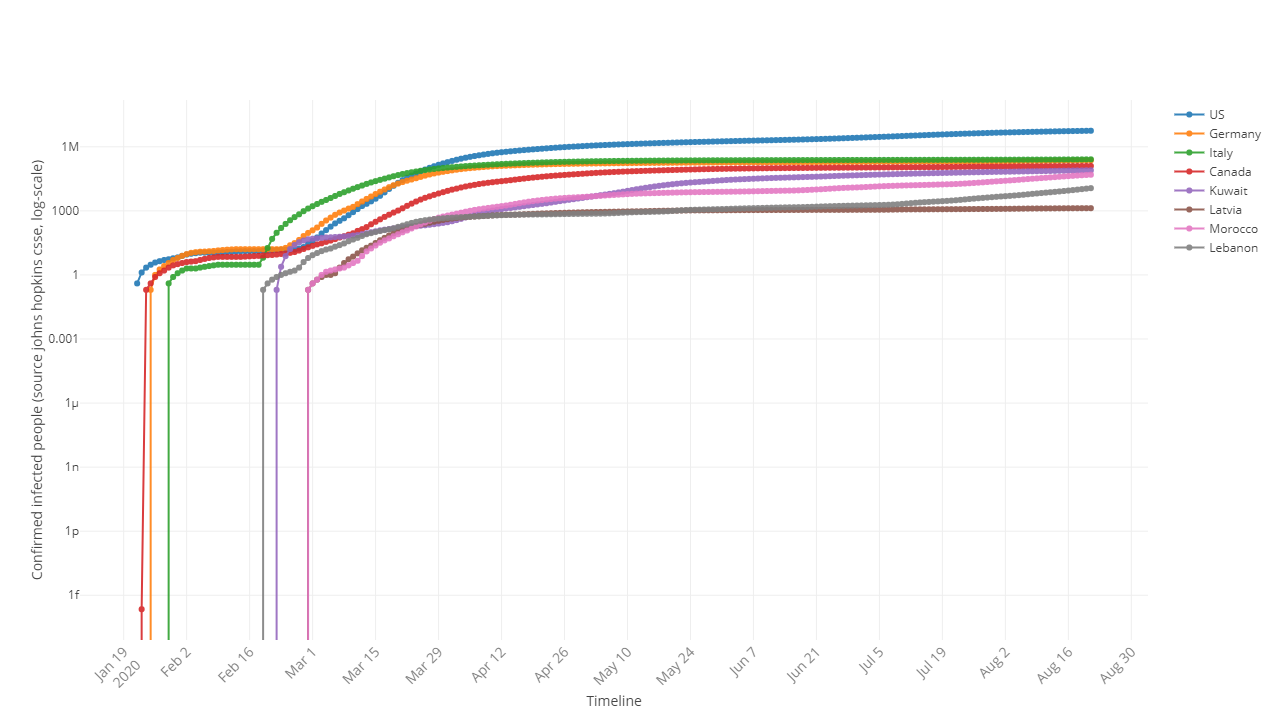 Confirmed infected people (source johns hopkins csse, log-scale)
1M
1000
1
0.001
1µ
1n
1p
1f
Jan 19
2020
Feb 2
Feb 16
Mar 1
Mar 15
Mar 29
Apr 12
Apr 26
May 10
May 24
Jun 7
Jun 21
Jul 5
Jul 19
Aug 2
Aug 16
Aug 30
Timeline
US
Germany
Italy
Canada
Kuwait
Latvia
Morocco
Lebanon